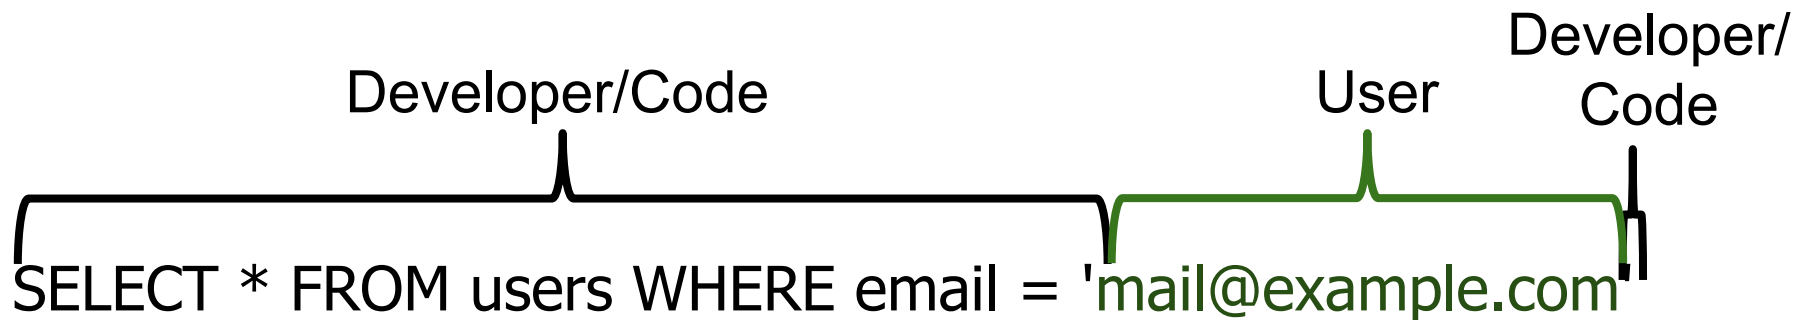 Developer/Code
User
Developer/
Code
SELECT * FROM users WHERE email = 'mail@example.com'